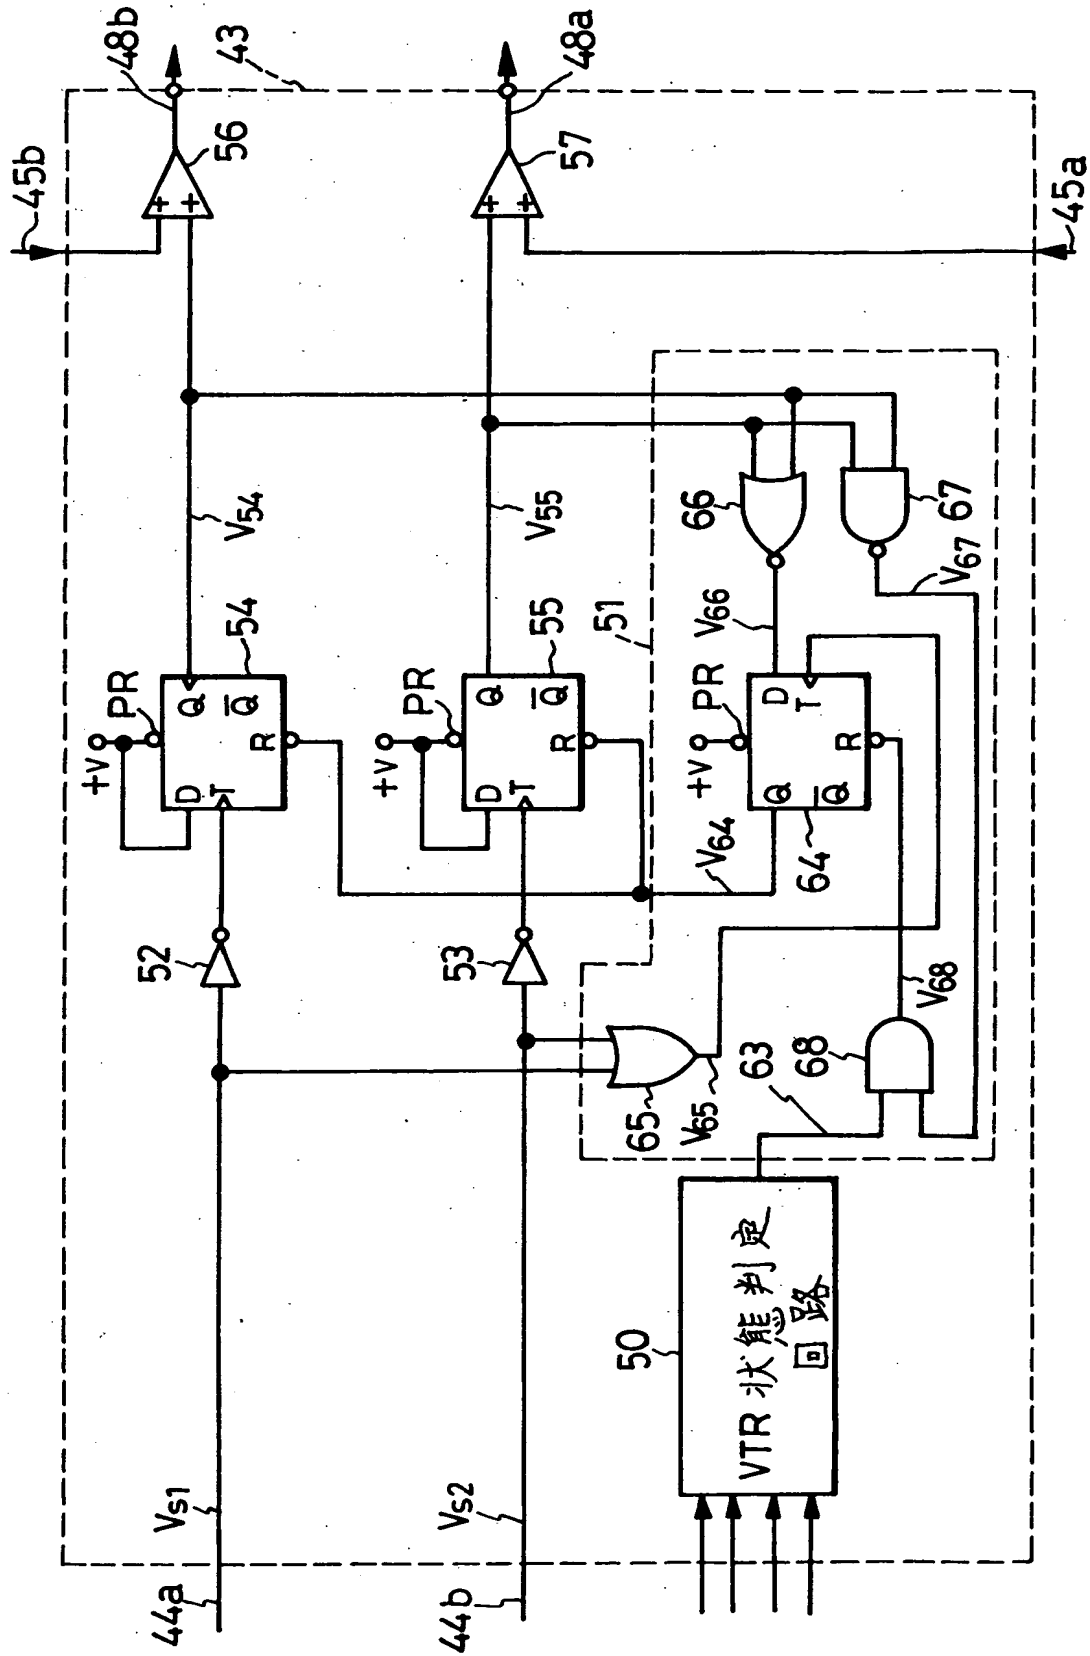 44a
Vs1
52
+V
PR
D
T
Q
Q̅
R
54
V54
45b
56
+
+
48b
43
44b
Vs2
53
+V
PR
D
T
Q
Q̅
R
55
V55
57
+
+
48a
45a
51
65
V65
V64
+V
PR
Q
Q̅
D
T
R
64
V66
66
67
V67
63
68
V68
50
VTR 状態判定
回路